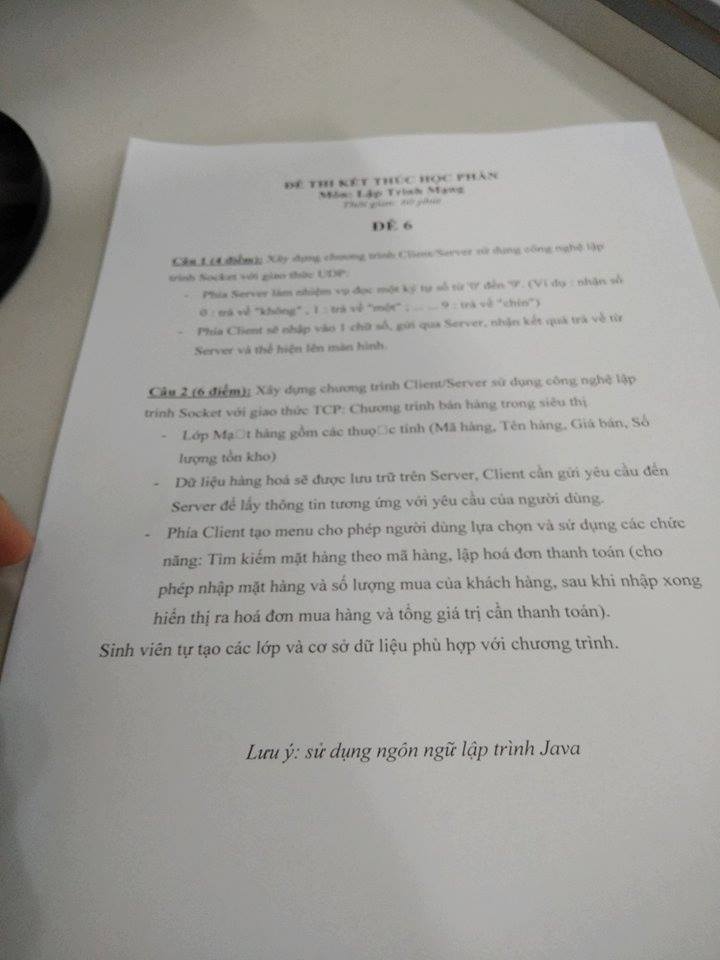 ĐỀ THI KẾT THÚC HỌC PHẦN
Môn: Lập Trình Mạng
Thời gian: 60 phút
ĐỀ 6
Câu 1 (4 điểm): Xây dựng chương trình Client/Server sử dụng công nghệ lập
trình Socket với giao thức UDP:
- Phía Server làm nhiệm vụ đọc một ký tự số từ '0' đến '9'. (Ví dụ : nhận số
0 : trả về "không" , 1 : trả về "một" ; ... ... 9 : trả về "chín")
- Phía Client sẽ nhập vào 1 chữ số, gửi qua Server, nhận kết quả trả về từ
Server và thể hiện lên màn hình.
Câu 2 (6 điểm): Xây dựng chương trình Client/Server sử dụng công nghệ lập
trình Socket với giao thức TCP: Chương trình bán hàng trong siêu thị
- Lớp Mạ□t hàng gồm các thuọ□c tính (Mã hàng, Tên hàng, Giá bán, Số
lượng tồn kho)
- Dữ liệu hàng hoá sẽ được lưu trữ trên Server, Client cần gửi yêu cầu đến
Server để lấy thông tin tương ứng với yêu cầu của người dùng.
- Phía Client tạo menu cho phép người dùng lựa chọn và sử dụng các chức
năng: Tìm kiếm mặt hàng theo mã hàng, lập hoá đơn thanh toán (cho
phép nhập mặt hàng và số lượng mua của khách hàng, sau khi nhập xong
hiển thị ra hoá đơn mua hàng và tổng giá trị cần thanh toán).
Sinh viên tự tạo các lớp và cơ sở dữ liệu phù hợp với chương trình.
Lưu ý: sử dụng ngôn ngữ lập trình Java